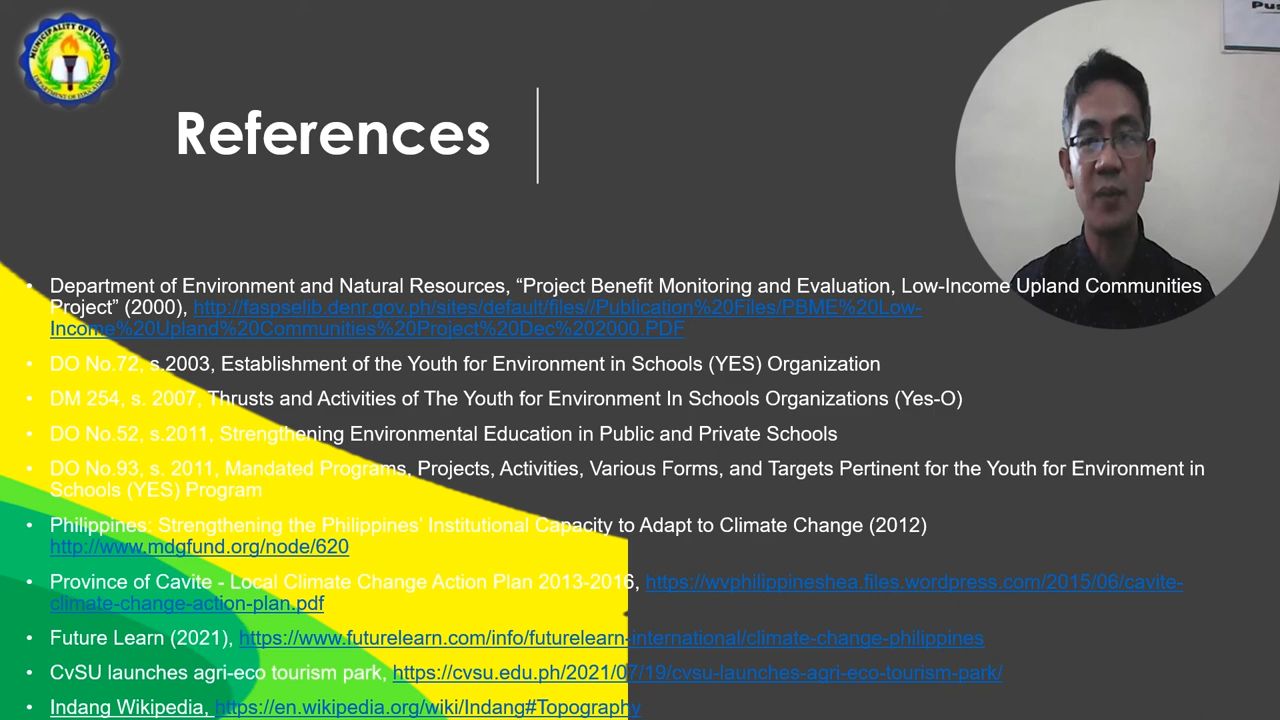 MUNICIPALITY OF INDANG
DEPARTMENT OF EDUCATION
References
• Department of Environment and Natural Resources, “Project Benefit Monitoring and Evaluation, Low-Income Upland Communities
Project” (2000), http://faspselib.denr.gov.ph/sites/default/files//Publication%20Files/PBME%20Low-
Income%20Upland%20Communities%20Project%20Dec%202000.PDF
• DO No.72, s.2003, Establishment of the Youth for Environment in Schools (YES) Organization
• DM 254, s. 2007, Thrusts and Activities of The Youth for Environment In Schools Organizations (Yes-O)
• DO No.52, s.2011, Strengthening Environmental Education in Public and Private Schools
• DO No.93, s. 2011, Mandated Programs, Projects, Activities, Various Forms, and Targets Pertinent for the Youth for Environment in
Schools (YES) Program
• Philippines: Strengthening the Philippines’ Institutional Capacity to Adapt to Climate Change (2012)
http://www.mdgfund.org/node/620
• Province of Cavite - Local Climate Change Action Plan 2013-2016, https://wvphilippineshea.files.wordpress.com/2015/06/cavite-
climate-change-action-plan.pdf
• Future Learn (2021), https://www.futurelearn.com/info/futurelearn-international/climate-change-philippines
• CvSU launches agri-eco tourism park, https://cvsu.edu.ph/2021/07/19/cvsu-launches-agri-eco-tourism-park/
• Indang Wikipedia, https://en.wikipedia.org/wiki/Indang#Topography